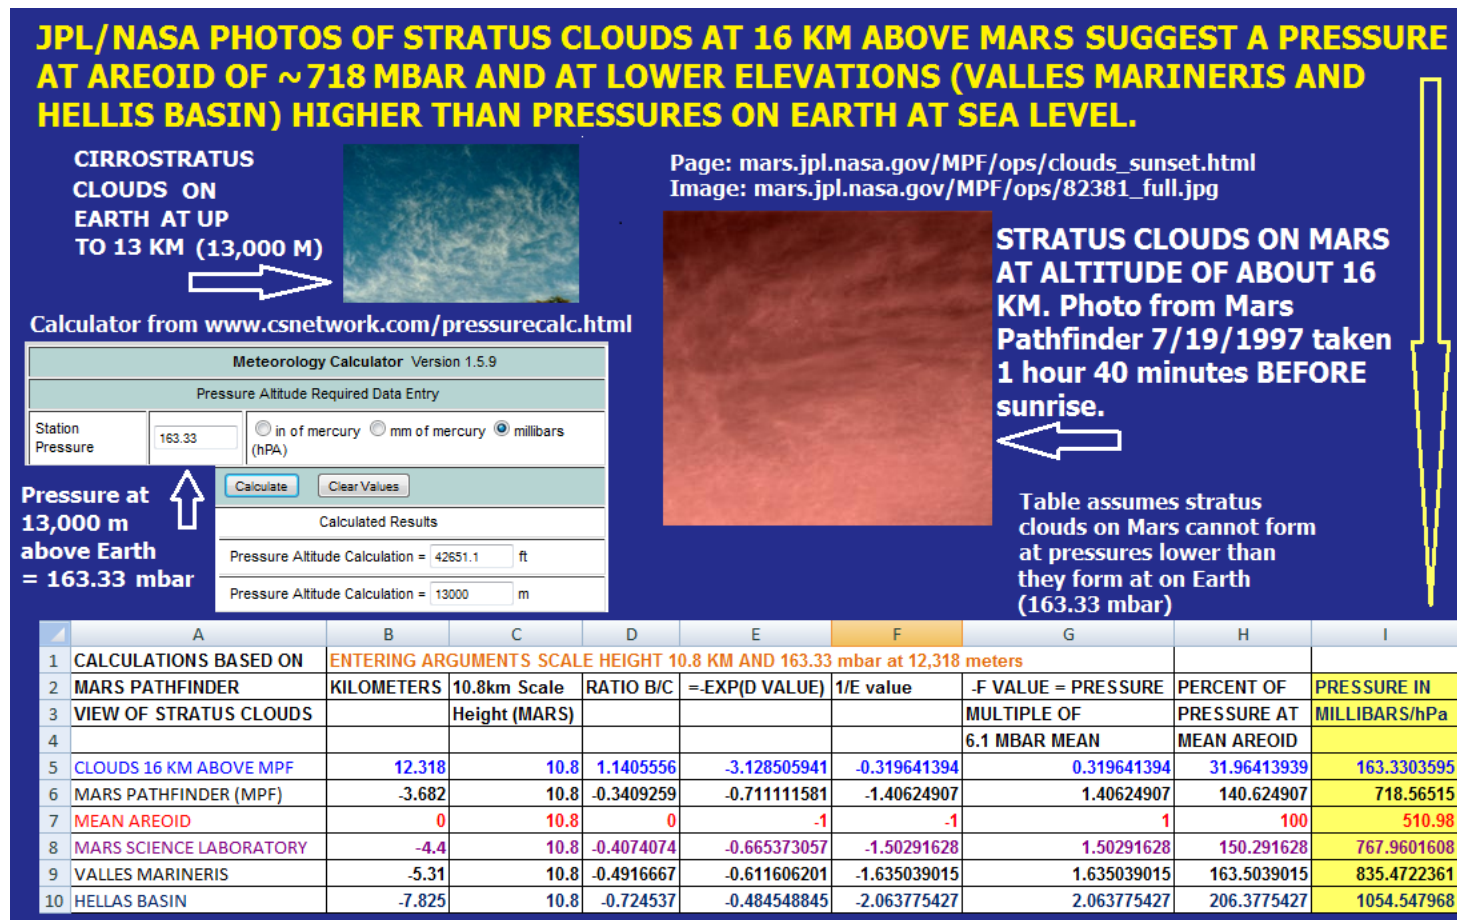 JPL/NASA PHOTOS OF STRATUS CLOUDS AT 16 KM ABOVE MARS SUGGEST A PRESSURE
AT AREOID OF ~718 MBAR AND AT LOWER ELEVATIONS (VALLES MARINERIS AND
HELLIS BASIN) HIGHER THAN PRESSURES ON EARTH AT SEA LEVEL.
CIRROSTRATUS
CLOUDS ON
EARTH AT UP
TO 13 KM (13,000 M)
Page: mars.jpl.nasa.gov/MPF/ops/clouds_sunset.html
Image: mars.jpl.nasa.gov/MPF/ops/82381_full.jpg
STRATUS CLOUDS ON MARS
AT ALTITUDE OF ABOUT 16
KM. Photo from Mars
Pathfinder 7/19/1997 taken
1 hour 40 minutes BEFORE
sunrise.
Calculator from www.csnetwork.com/pressurecalc.html
Meteorology Calculator Version 1.5.9
Pressure Altitude Required Data Entry
Station Pressure 163.33 in of mercury mm of mercury millibars (hPA)
Calculate Clear Values
Calculated Results
Pressure Altitude Calculation = 42651.1 ft
Pressure Altitude Calculation = 13000 m
Pressure at
13,000 m
above Earth
= 163.33 mbar
Table assumes stratus
clouds on Mars cannot form
at pressures lower than
they form at on Earth
(163.33 mbar)
A B C D E F G H I
1 CALCULATIONS BASED ON ENTERING ARGUMENTS SCALE HEIGHT 10.8 KM AND 163.33 mbar at 12,318 meters
2 MARS PATHFINDER KILOMETERS 10.8km Scale RATIO B/C =-EXP(D VALUE) 1/E value -F VALUE = PRESSURE PERCENT OF PRESSURE IN
3 VIEW OF STRATUS CLOUDS Height (MARS) MULTIPLE OF PRESSURE AT MILLIBARS/hPa
4 6.1 MBAR MEAN MEAN AREOID
5 CLOUDS 16 KM ABOVE MPF 12.318 10.8 1.1405556 -3.128505941 -0.319641394 0.319641394 31.96413939 163.3303595
6 MARS PATHFINDER (MPF) -3.682 10.8 -0.3409259 -0.711111581 -1.40624907 1.40624907 140.624907 718.56515
7 MEAN AREOID 0 10.8 0 -1 -1 1 100 510.98
8 MARS SCIENCE LABORATORY -4.4 10.8 -0.4074074 -0.665373057 -1.50291628 1.50291628 150.291628 767.9601608
9 VALLES MARINERIS -5.31 10.8 -0.4916667 -0.611606201 -1.635039015 1.635039015 163.5039015 835.4722361
10 HELLAS BASIN -7.825 10.8 -0.724537 -0.484548845 -2.063775427 2.063775427 206.3775427 1054.547968